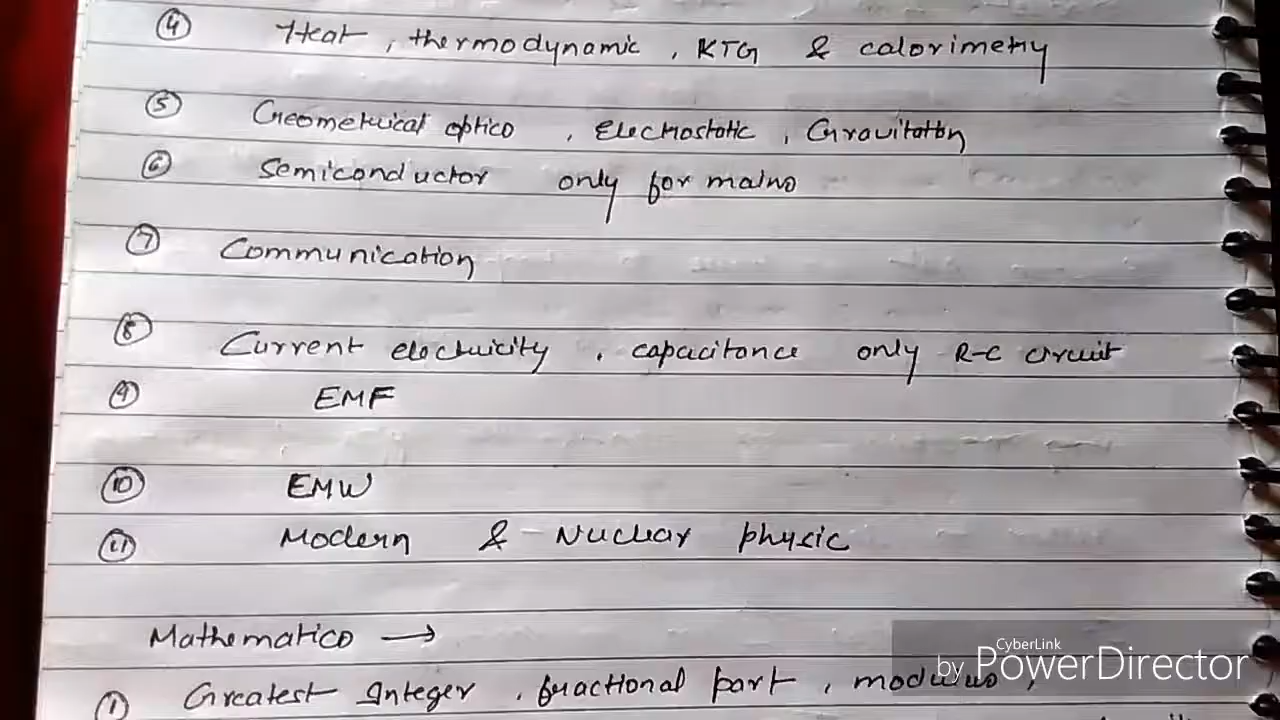 ④ Heat, thermodynamic, KTG & calorimetry
⑤ Geometrical optics, Electrostatic, Gravitation
⑥ Semiconductor only for mains
⑦ Communication
⑧ Current electricity, capacitance only R-C circuit
⑨ EMF
⑩ EMW
⑪ Modern & Nuclear physic
Mathematics →
① Greatest Integer, fractional part, modulus,
CyberLink
by PowerDirector